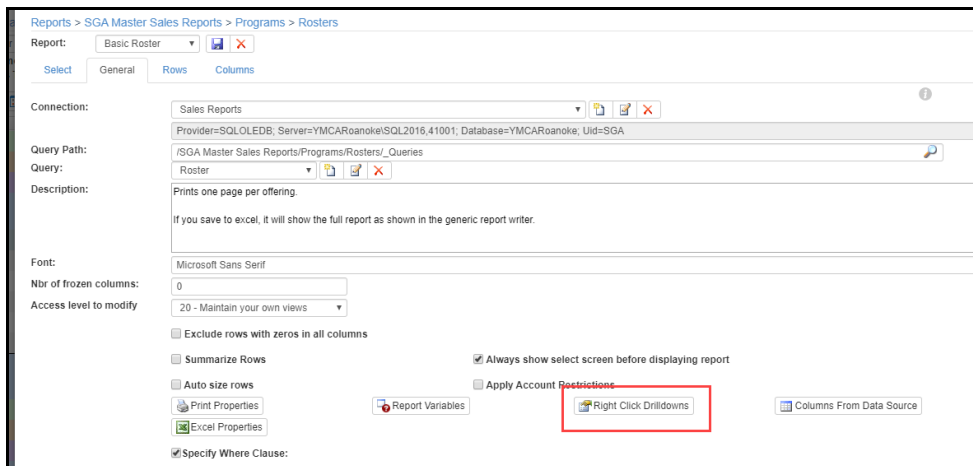 Reports > SGA Master Sales Reports > Programs > Rosters
Report: Basic Roster
Select General Rows Columns
Connection: Sales Reports
Provider=SQLOLEDB; Server=YMCARoanoke\SQL2016,41001; Database=YMCARoanoke; Uid=SGA
Query Path: /SGA Master Sales Reports/Programs/Rosters/_Queries
Query: Roster
Description: Prints one page per offering.
If you save to excel, it will show the full report as shown in the generic report writer.
Font: Microsoft Sans Serif
Nbr of frozen columns: 0
Access level to modify 20 - Maintain your own views
Exclude rows with zeros in all columns
Summarize Rows Always show select screen before displaying report
Auto size rows Apply Account Restrictions
Print Properties Report Variables Right Click Drilldowns Columns From Data Source
Excel Properties
Specify Where Clause: